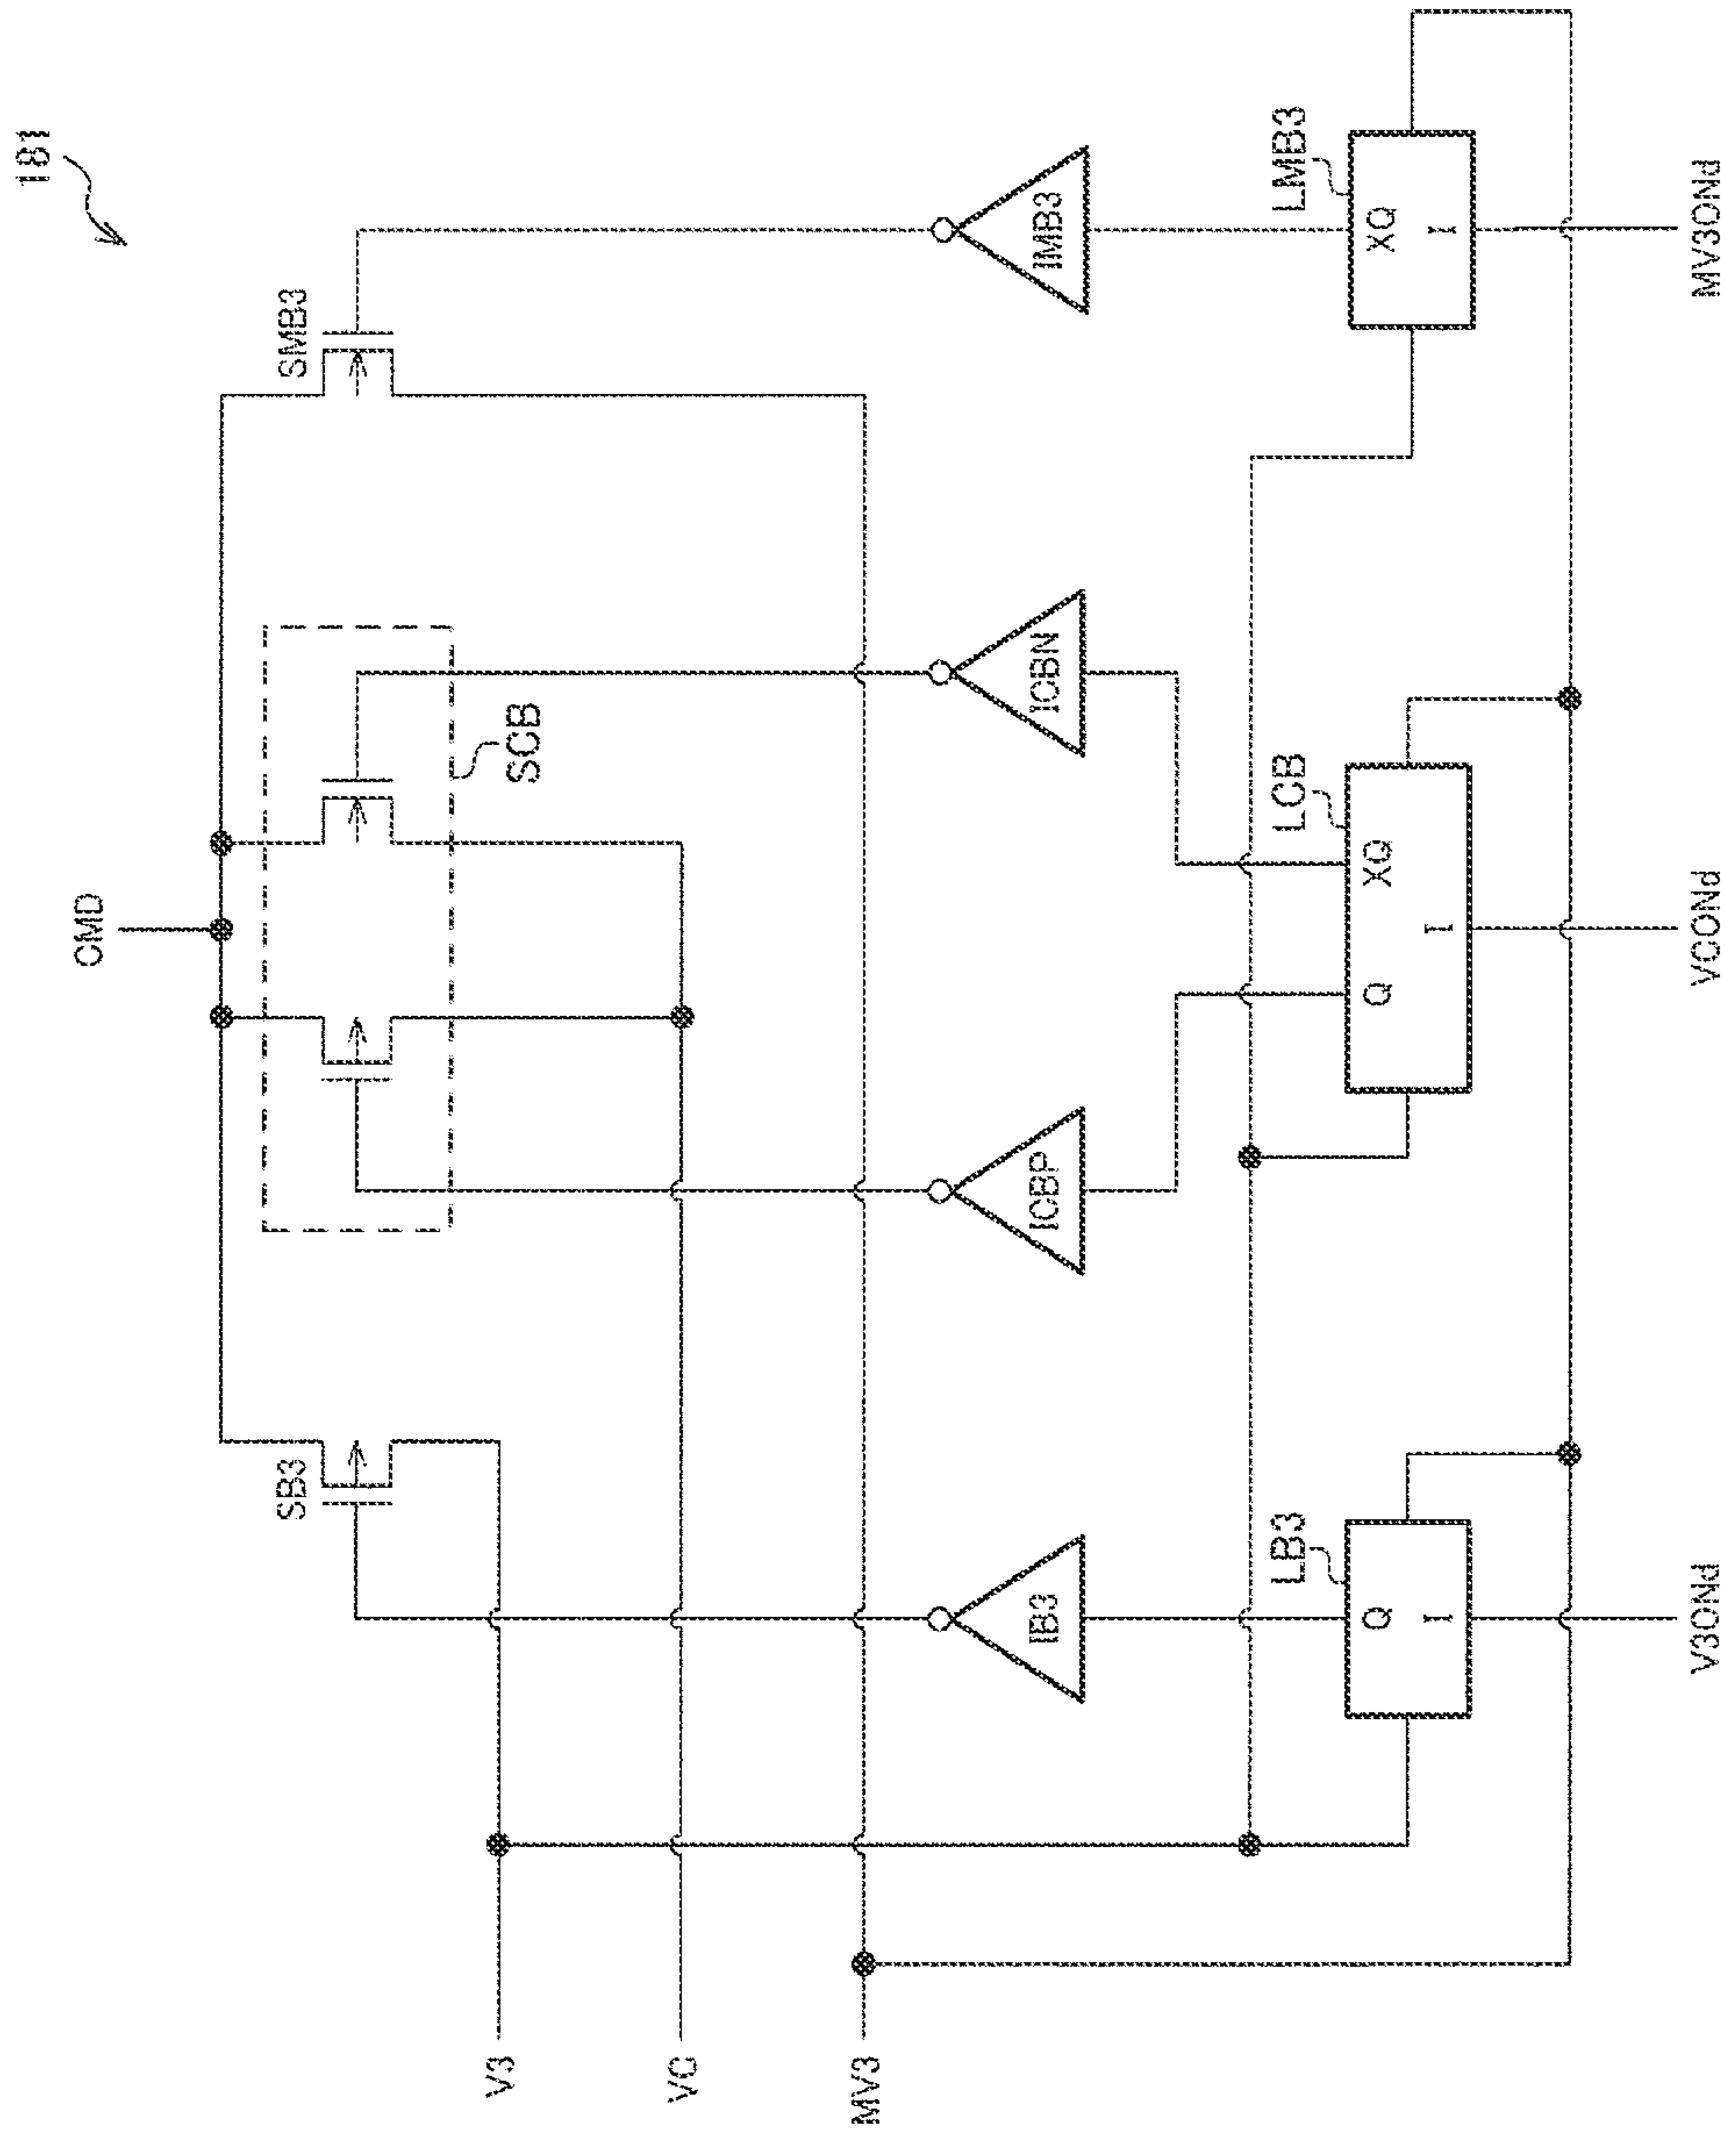 181
CMD
SMB3
SCB
SB3
V3
VC
MV3
IMB3
ICBN
ICBP
IB3
LMB3
XQ
I
LCB
Q
XQ
I
LB3
Q
I
MV3ONd
VCONd
V3ONd